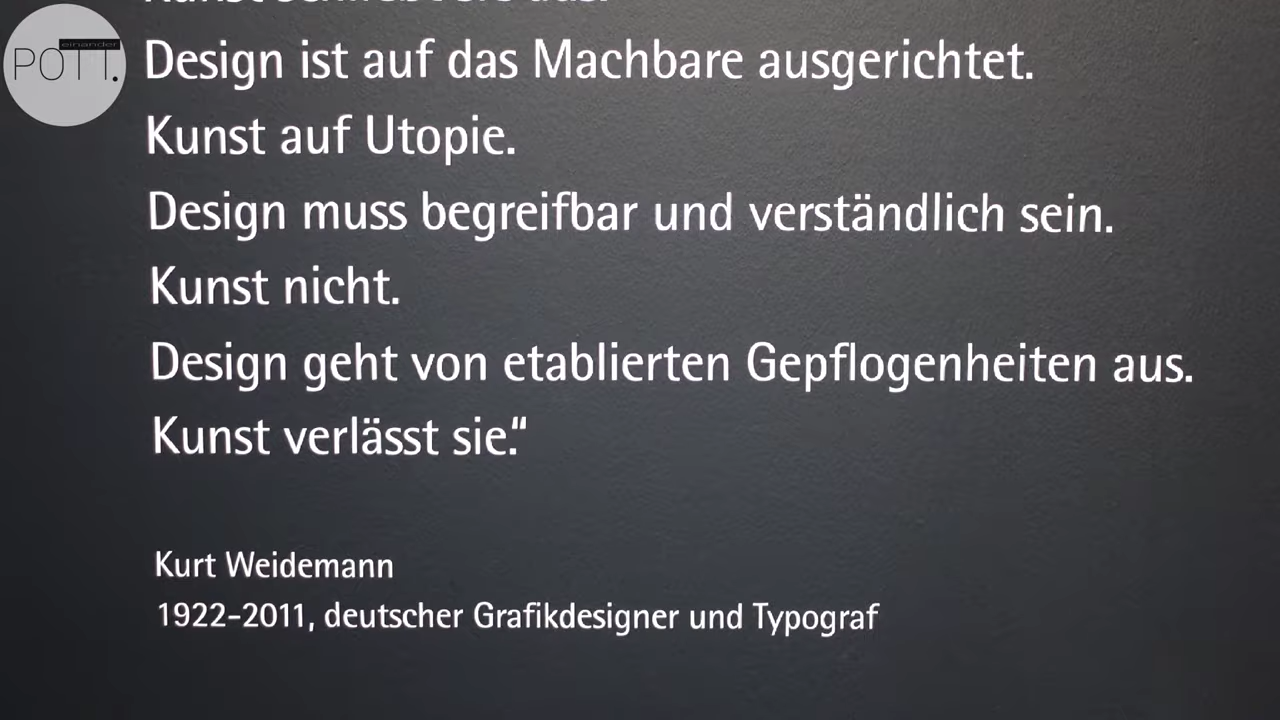 einander
POTT.
Design ist auf das Machbare ausgerichtet.
Kunst auf Utopie.
Design muss begreifbar und verständlich sein.
Kunst nicht.
Design geht von etablierten Gepflogenheiten aus.
Kunst verlässt sie.“
Kurt Weidemann
1922-2011, deutscher Grafikdesigner und Typograf